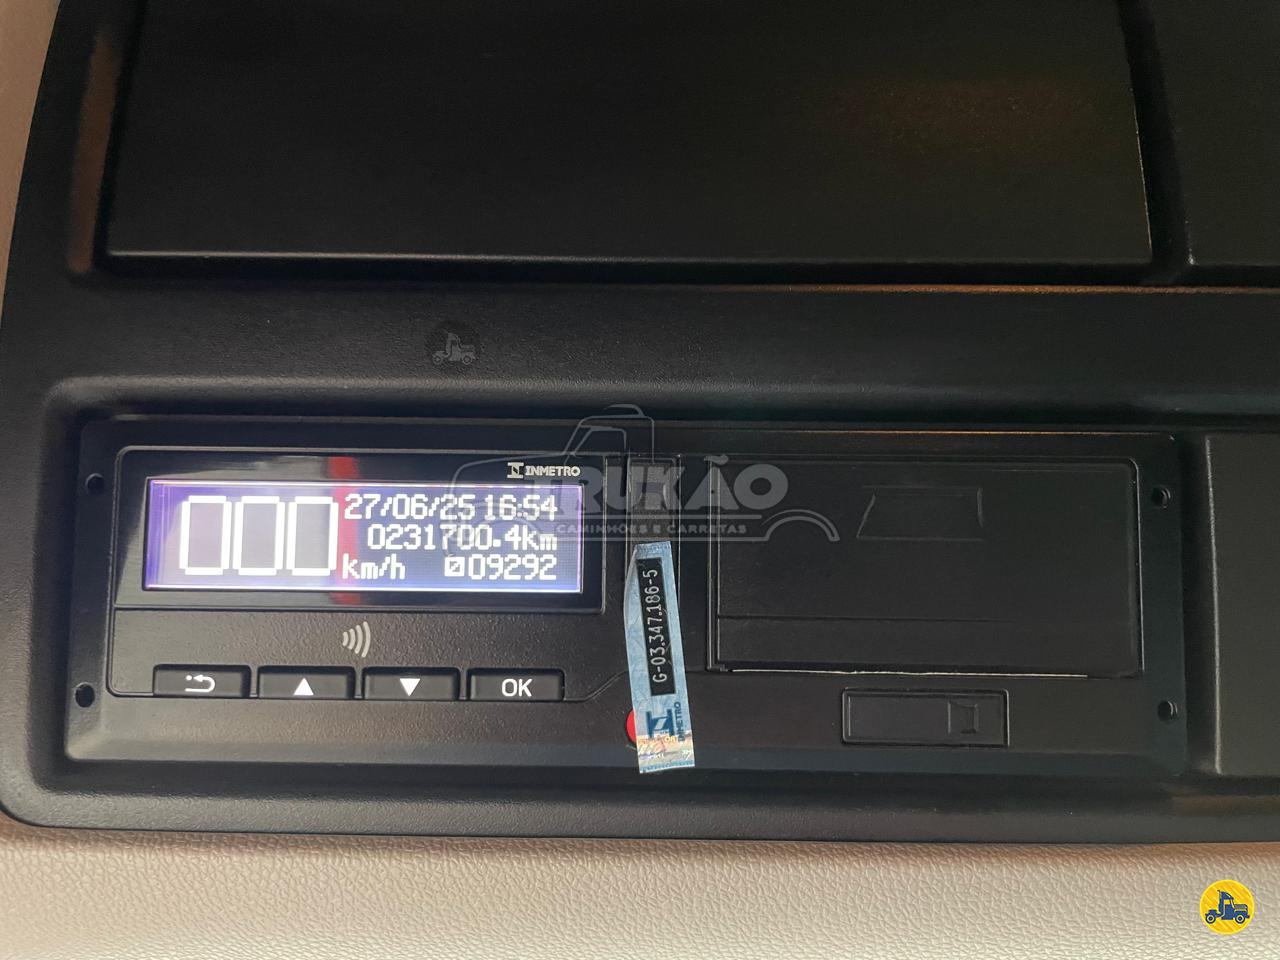 INMETRO
27/06/25 16:54
000
0231700.4km
km/h 09292
OK
G-03.347.186-5
INMETRO
TRUKÃO
CAMINHÕES E CARRETAS